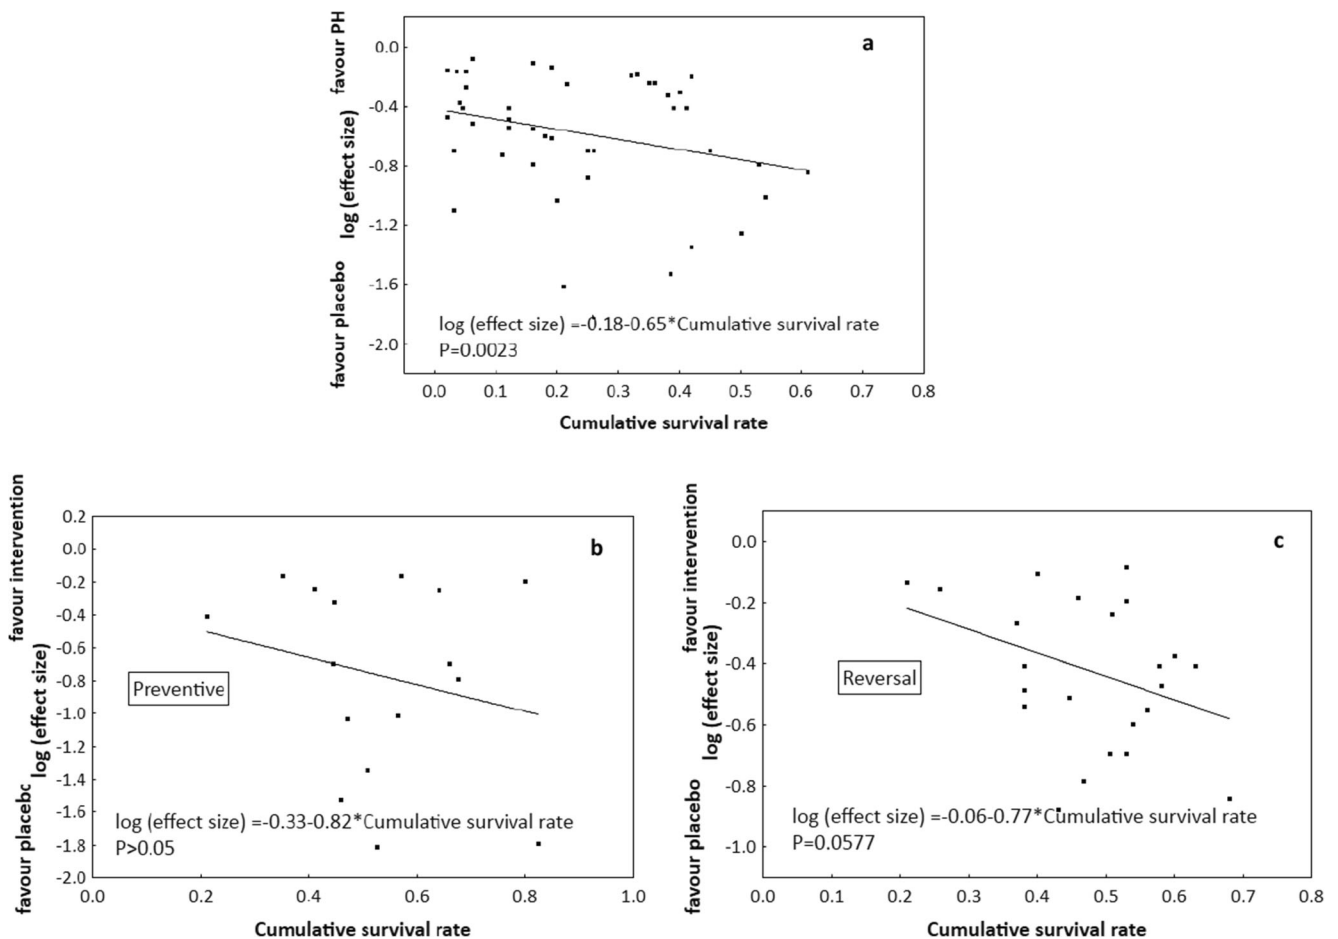 favour PH
log (effect size)
favour placebo
a
0.0
-0.4
-0.8
-1.2
-1.6
-2.0
log (effect size) =-0.18-0.65*Cumulative survival rate
P=0.0023
0.0 0.1 0.2 0.3 0.4 0.5 0.6 0.7 0.8
Cumulative survival rate
favour intervention
log (effect size)
favour placebc
b
0.2
0.0
-0.2
-0.4
-0.6
-0.8
-1.0
-1.2
-1.4
-1.6
-1.8
-2.0
Preventive
log (effect size) =-0.33-0.82*Cumulative survival rate
P>0.05
0.0 0.2 0.4 0.6 0.8 1.0
Cumulative survival rate
favour intervention
log (effect size)
favour placebo
c
0.0
-0.2
-0.4
-0.6
-0.8
-1.0
Reversal
log (effect size) =-0.06-0.77*Cumulative survival rate
P=0.0577
0.0 0.1 0.2 0.3 0.4 0.5 0.6 0.7 0.8
Cumulative survival rate